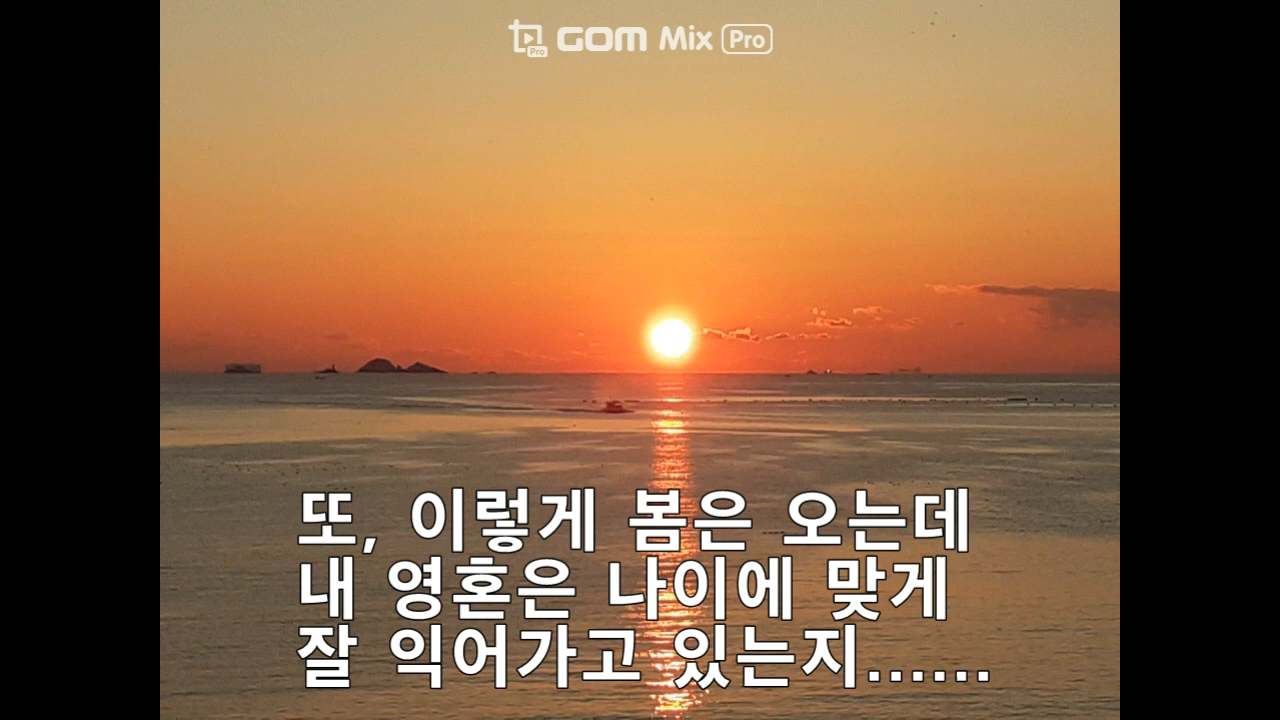 Pro GOM Mix Pro
또, 이렇게 봄은 오는데
내 영혼은 나이에 맞게
잘 익어가고 있는지......